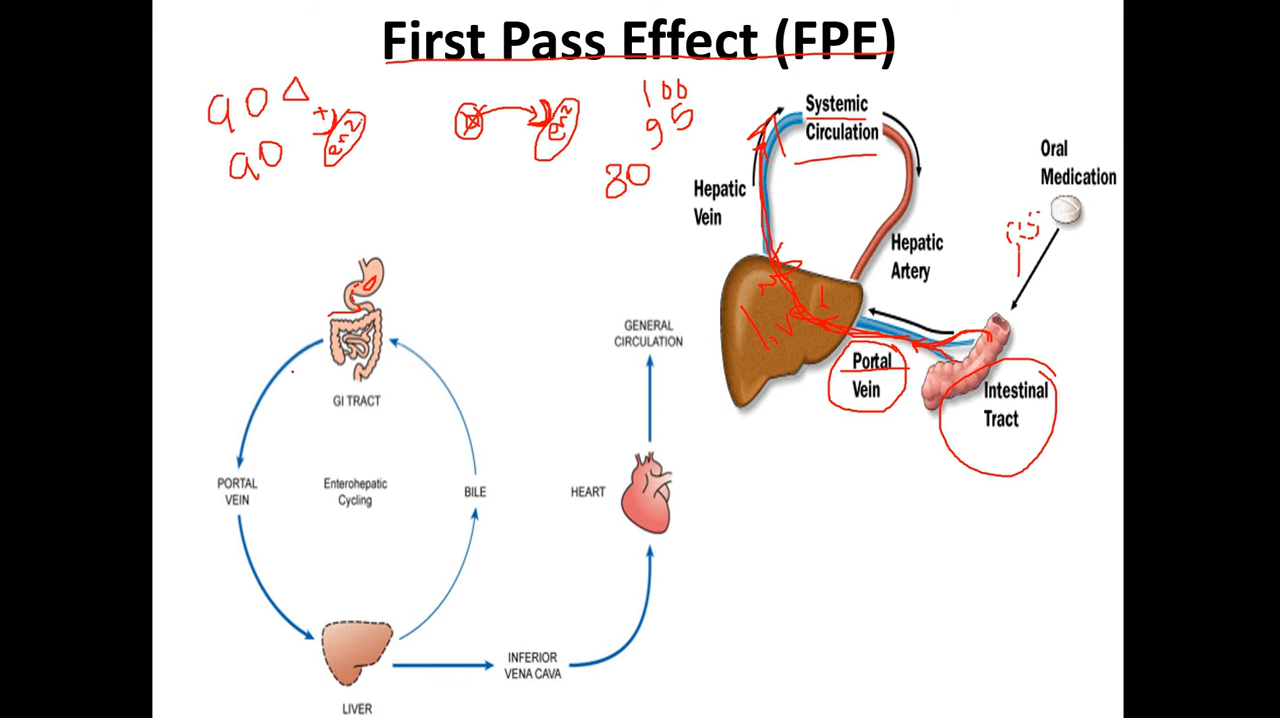 First Pass Effect (FPE)
90
90
100
95
30
Systemic
Circulation
Oral
Medication
Hepatic
Vein
Hepatic
Artery
Portal
Vein
Intestinal
Tract
GI TRACT
GENERAL
CIRCULATION
PORTAL
VEIN
Enterohepatic
Cycling
BILE
HEART
INFERIOR
VENA CAVA
LIVER